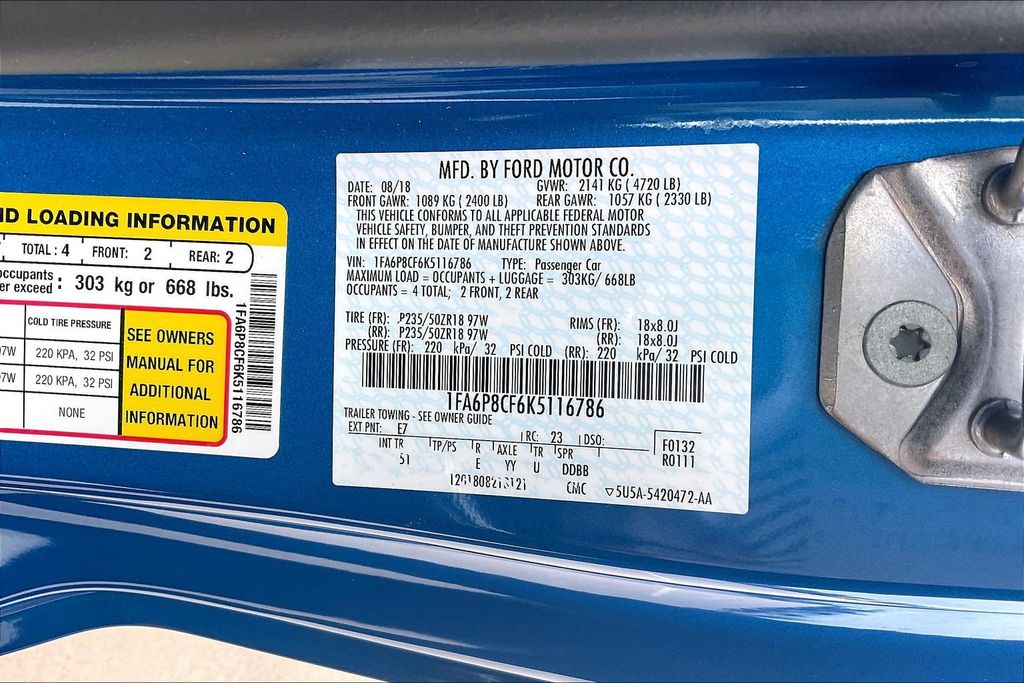 ND LOADING INFORMATION
TOTAL: 4 FRONT: 2 REAR: 2
occupants
er exceed : 303 kg or 668 lbs.
COLD TIRE PRESSURE
97W 220 KPA, 32 PSI
97W 220 KPA, 32 PSI
NONE
SEE OWNERS
MANUAL FOR
ADDITIONAL
INFORMATION
1FA6P8CF6K5116786
MFD. BY FORD MOTOR CO.
DATE: 08/18 GVWR: 2141 KG ( 4720 LB)
FRONT GAWR: 1089 KG ( 2400 LB) REAR GAWR: 1057 KG ( 2330 LB)
THIS VEHICLE CONFORMS TO ALL APPLICABLE FEDERAL MOTOR
VEHICLE SAFETY, BUMPER, AND THEFT PREVENTION STANDARDS
IN EFFECT ON THE DATE OF MANUFACTURE SHOWN ABOVE.
VIN: 1FA6P8CF6K5116786 TYPE: Passenger Car
MAXIMUM LOAD = OCCUPANTS + LUGGAGE = 303KG/ 668LB
OCCUPANTS = 4 TOTAL; 2 FRONT, 2 REAR
TIRE (FR): P235/50ZR18 97W RIMS (FR): 18x8.0J
(RR): P235/50ZR18 97W (RR): 18x8.0J
PRESSURE (FR): 220 kPa/ 32 PSI COLD (RR): 220 kPa/ 32 PSI COLD
1FA6P8CF6K5116786
TRAILER TOWING - SEE OWNER GUIDE
EXT PNT: E7 RC: 23 DSO: F0132
INT TR TP/PS R AXLE TR SPR R0111
51 E YY U DDBB
CMC ▽5U5A-5420472-AA